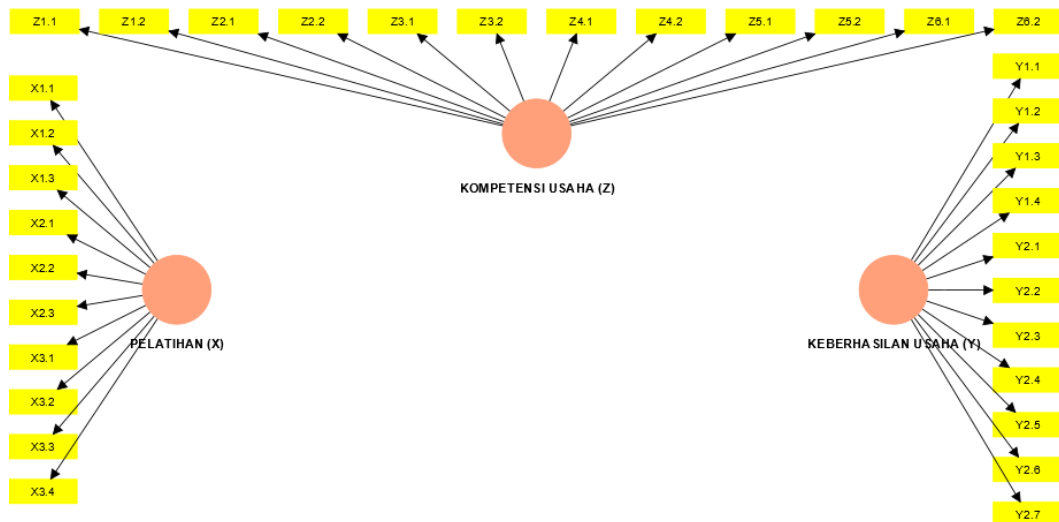 Z1.1
Z1.2
Z2.1
Z2.2
Z3.1
Z3.2
Z4.1
Z4.2
Z5.1
Z5.2
Z6.1
Z6.2
KOMPETENSI USAHA (Z)
X1.1
X1.2
X1.3
X2.1
X2.2
X2.3
X3.1
X3.2
X3.3
X3.4
PELATIHAN (X)
Y1.1
Y1.2
Y1.3
Y1.4
Y2.1
Y2.2
Y2.3
Y2.4
Y2.5
Y2.6
Y2.7
KEBERHASILAN USAHA (Y)